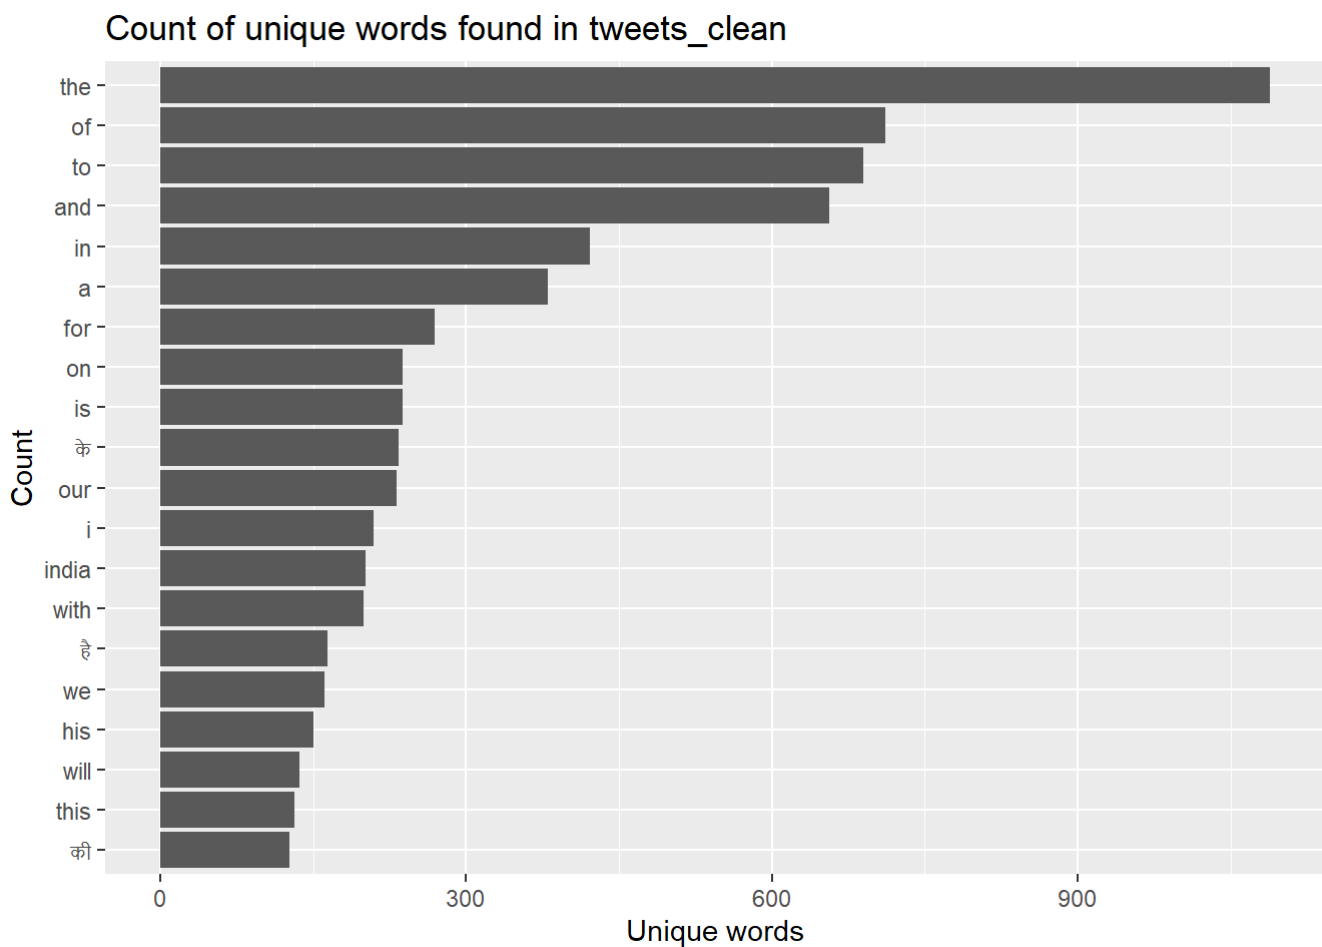 Count of unique words found in tweets_clean
the
of
to
and
in
a
for
on
is
के
our
i
india
with
है
we
his
will
this
की
Count
0 300 600 900
Unique words